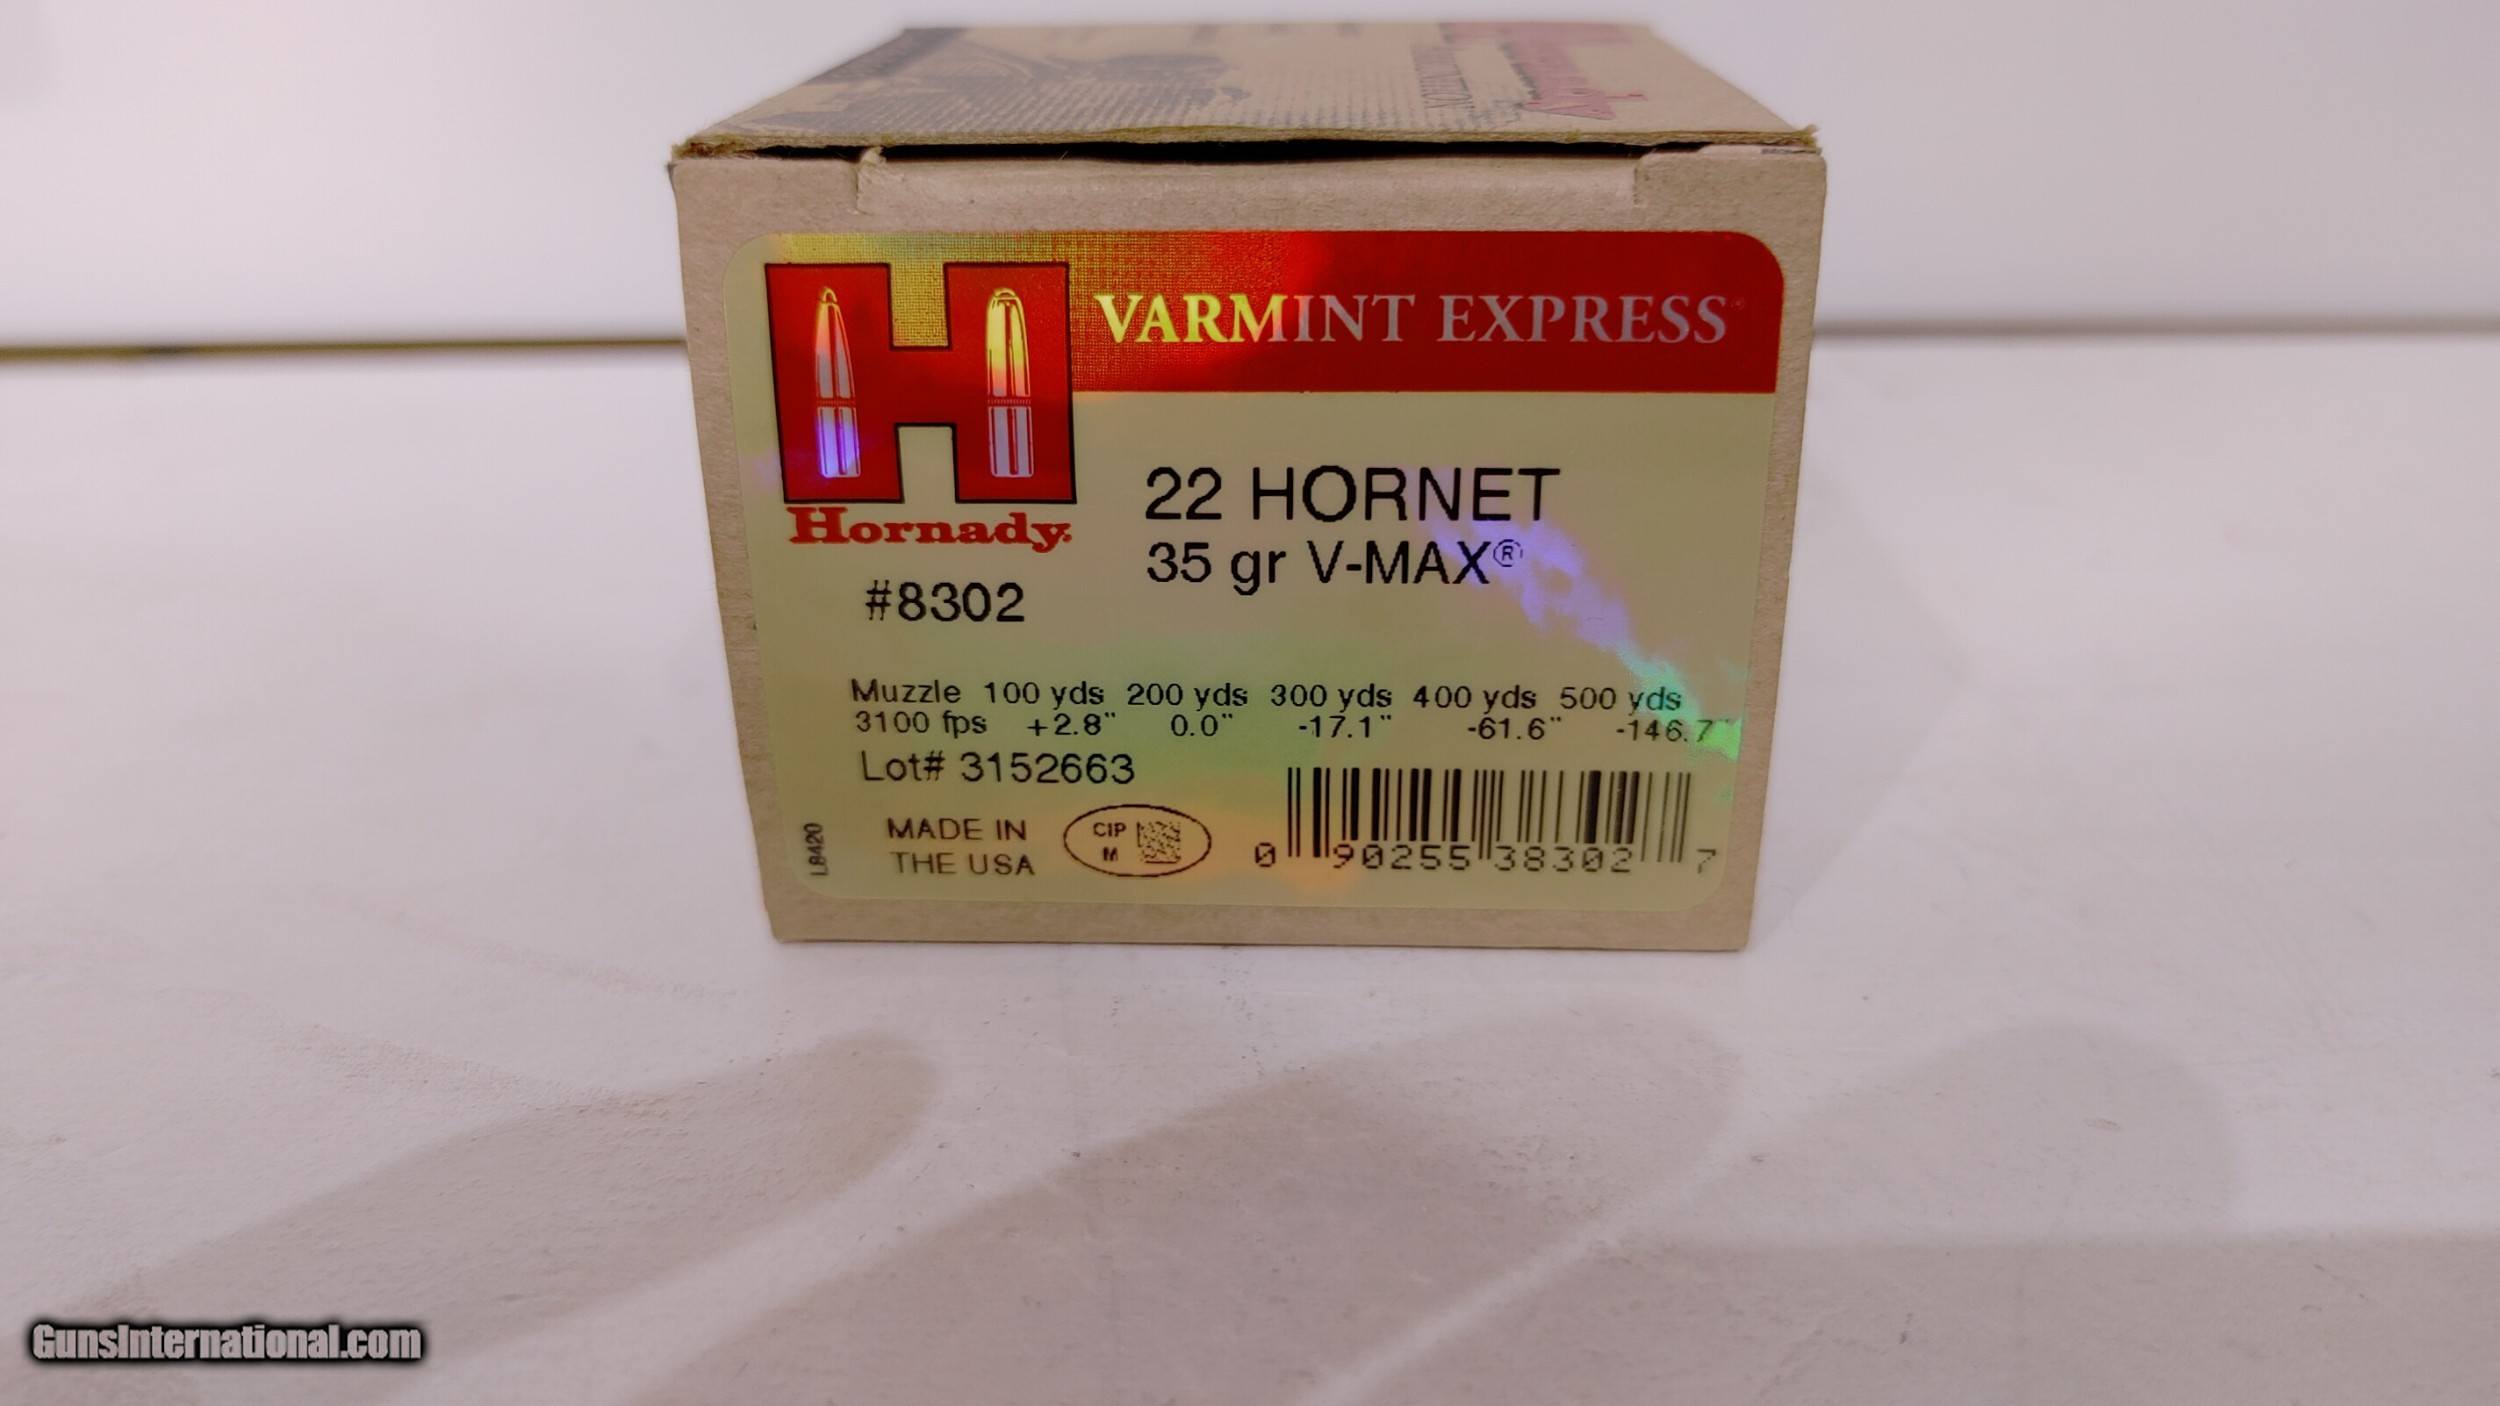 VARMINT EXPRESS®
Hornady
22 HORNET
35 gr V-MAX®
#8302
Muzzle 100 yds 200 yds 300 yds 400 yds 500 yds
3100 fps +2.8" 0.0" -17.1" -61.6" -146.7"
Lot# 3152663
MADE IN
THE USA
CIP
M
L8420
0 90255 38302 7
GunsInternational.com